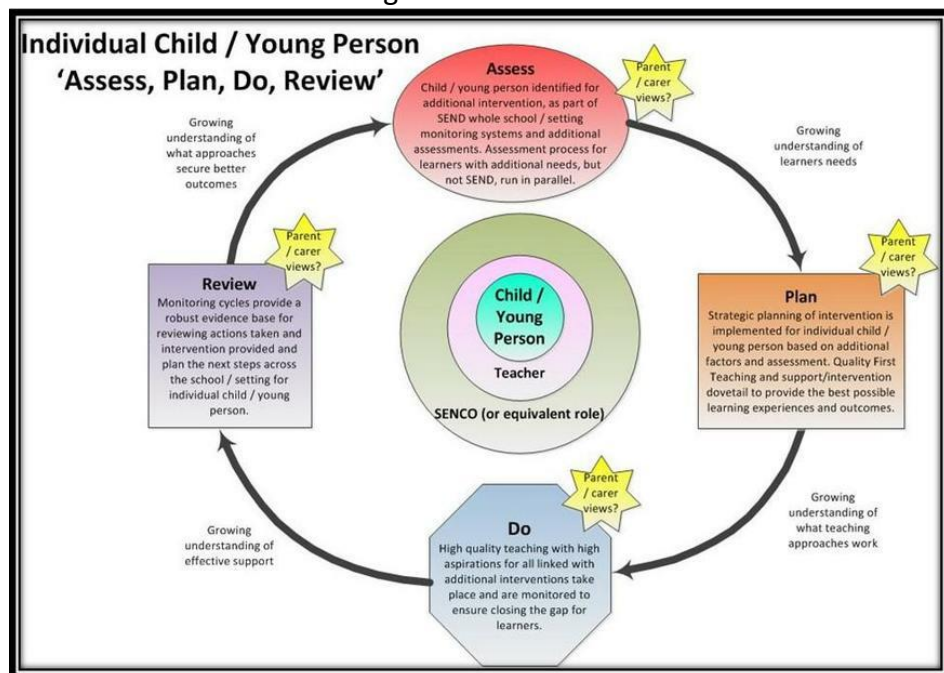 Individual Child / Young Person
'Assess, Plan, Do, Review'
Assess
Child / young person identified for
additional intervention, as part of
SEND whole school / setting
monitoring systems and additional
assessments. Assessment process for
learners with additional needs, but
not SEND, run in parallel.
Parent
/ carer
views?
Growing
understanding of
learners needs
Parent
/ carer
views?
Plan
Strategic planning of intervention is
implemented for individual child /
young person based on additional
factors and assessment. Quality First
Teaching and support/intervention
dovetail to provide the best possible
learning experiences and outcomes.
Growing
understanding of
what teaching
approaches work
Parent
/ carer
views?
Do
High quality teaching with high
aspirations for all linked with
additional interventions take
place and are monitored to
ensure closing the gap for
learners.
Growing
understanding of
effective support
Parent
/ carer
views?
Review
Monitoring cycles provide a
robust evidence base for
reviewing actions taken and
intervention provided and
plan the next steps across
the school / setting for
individual child / young
person.
Growing
understanding of
what approaches
secure better
outcomes
Child /
Young
Person
Teacher
SENCO (or equivalent role)